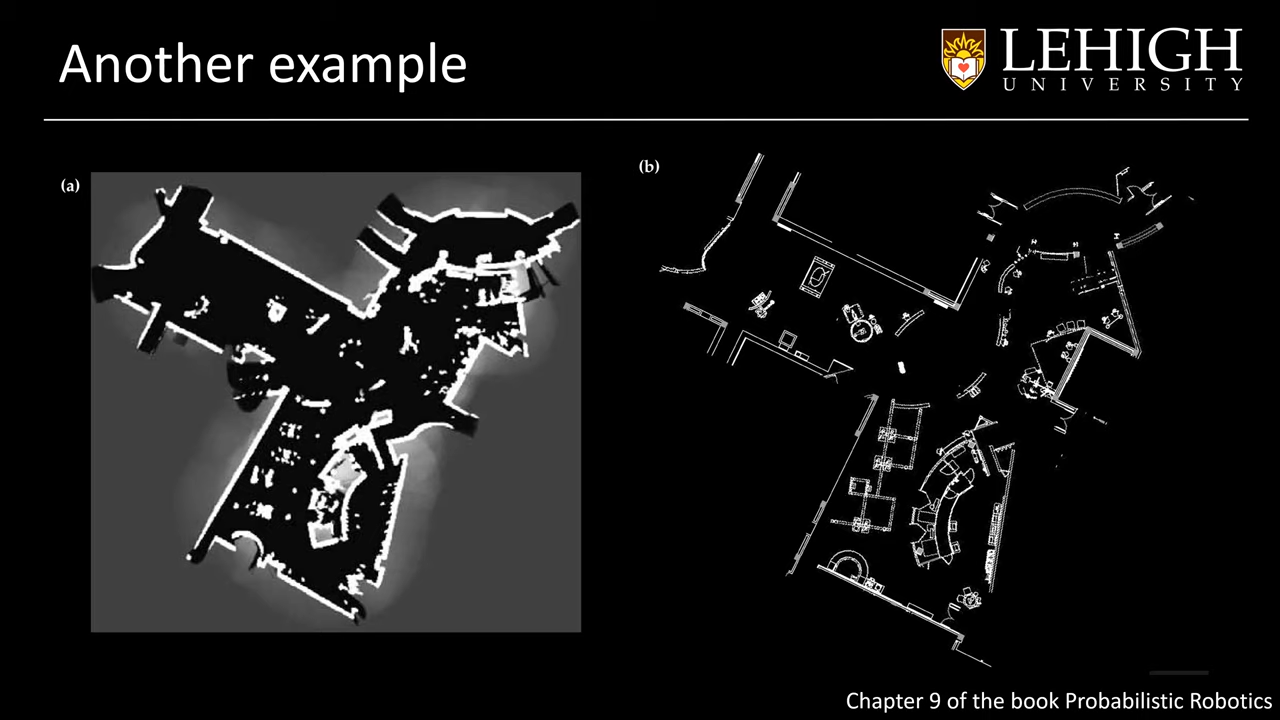 Another example
LEHIGH
UNIVERSITY
(a)
(b)
Chapter 9 of the book Probabilistic Robotics